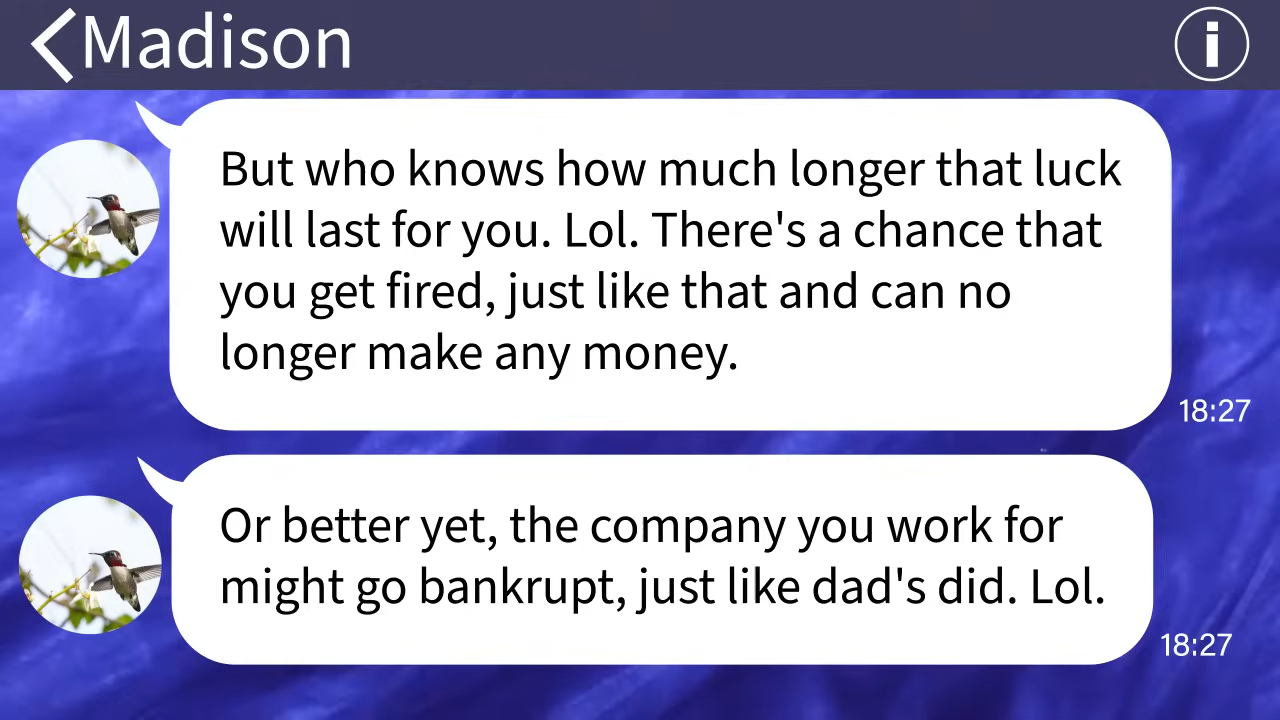 Madison
But who knows how much longer that luck
will last for you. Lol. There's a chance that
you get fired, just like that and can no
longer make any money.
18:27
Or better yet, the company you work for
might go bankrupt, just like dad's did. Lol.
18:27